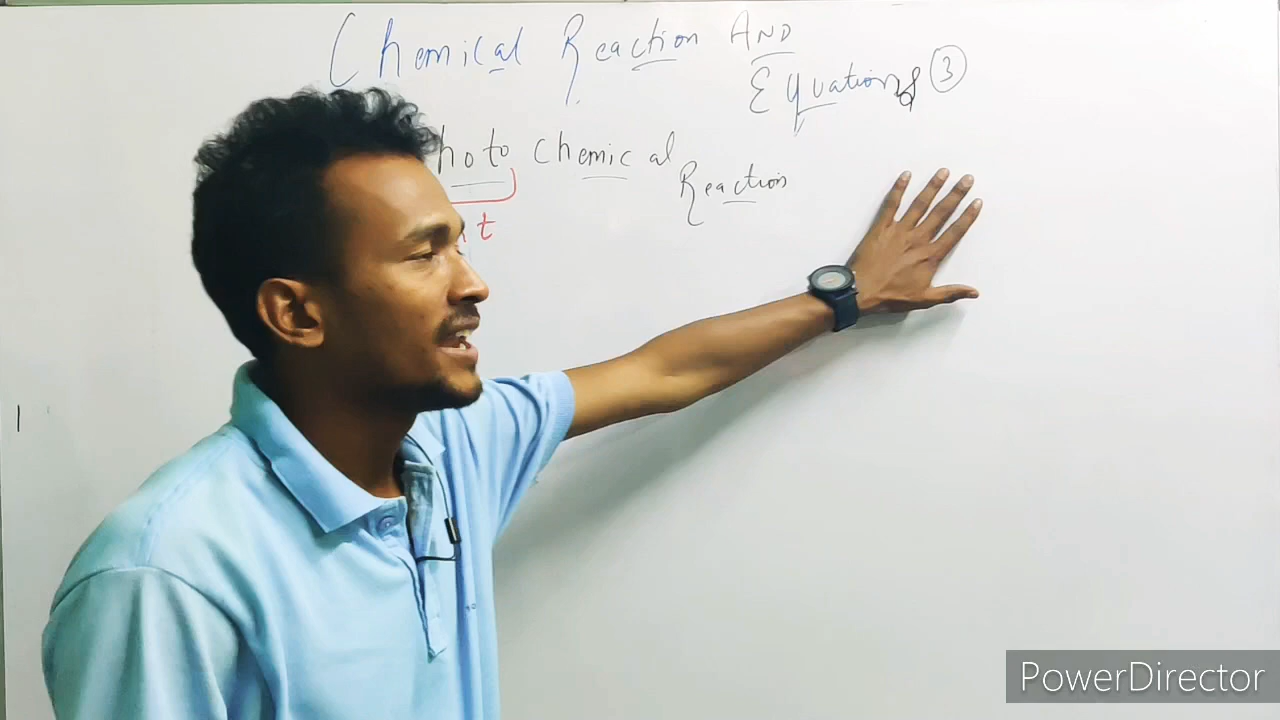 Chemical Reaction AND
Equations ③
hoto chemical
Reaction
t
PowerDirector